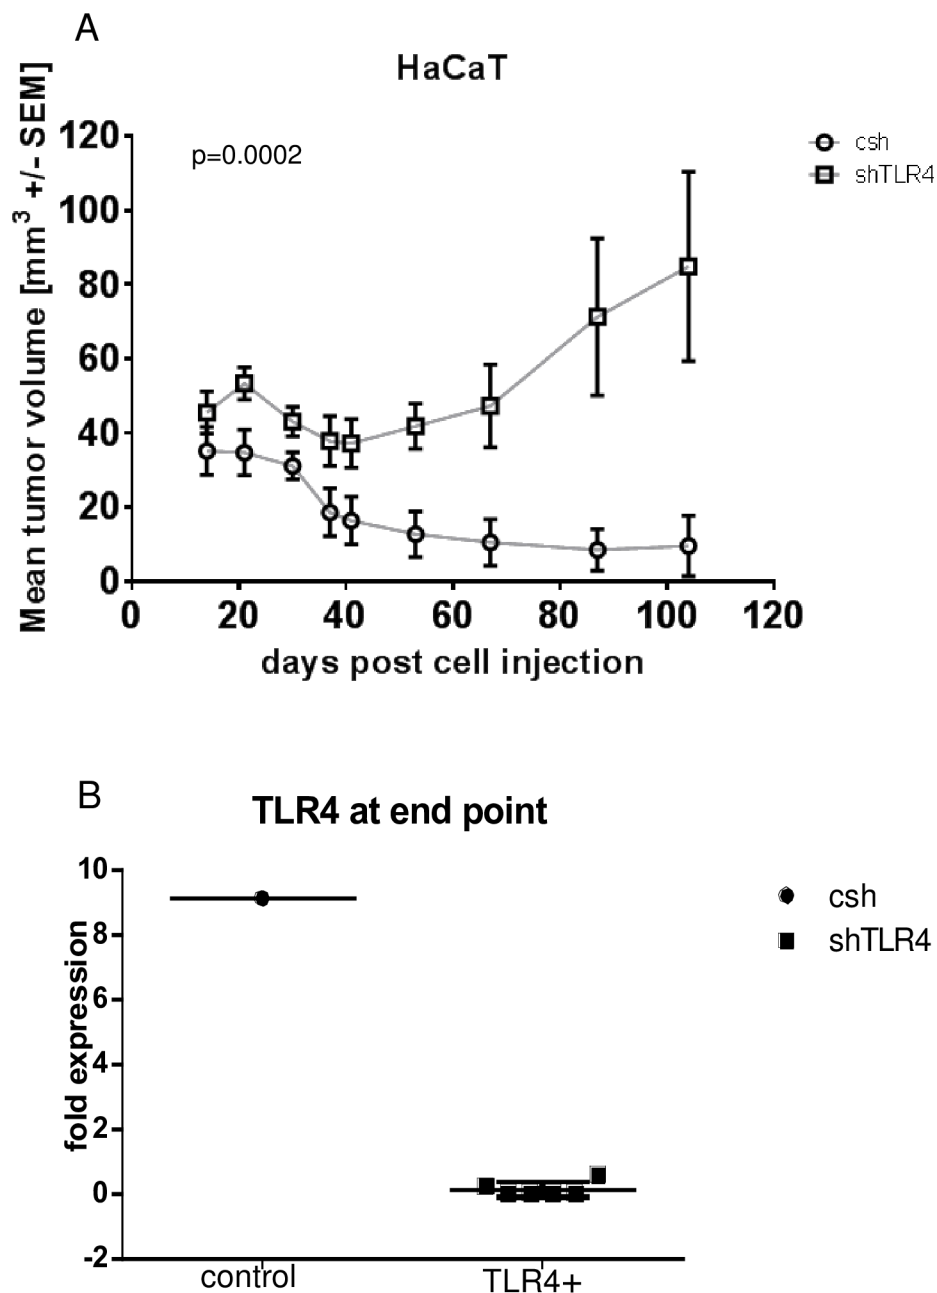 A
HaCaT
Mean tumor volume [mm3 +/- SEM]
p=0.0002
csh
shTLR4
120
100
80
60
40
20
0
0 20 40 60 80 100 120
days post cell injection
B
TLR4 at end point
fold expression
10
8
6
4
2
0
-2
csh
shTLR4
control TLR4+